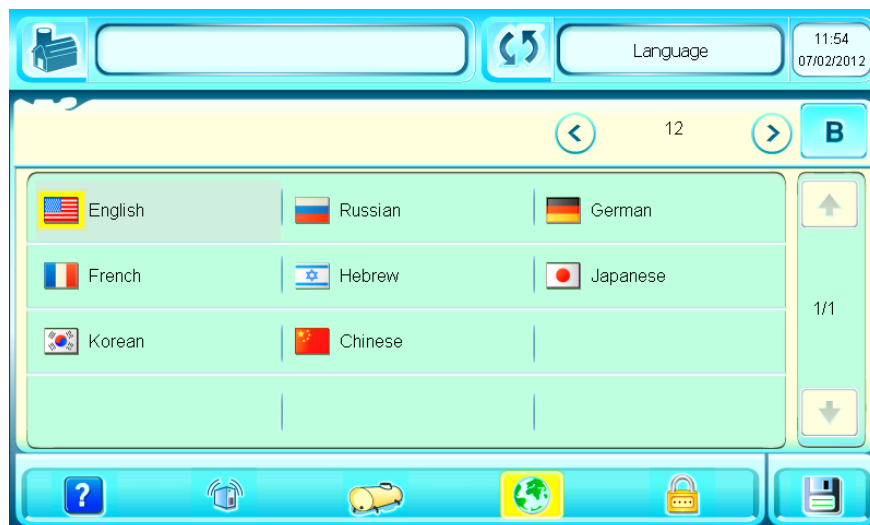 Language
11:54
07/02/2012
12
B
English
Russian
German
French
Hebrew
Japanese
1/1
Korean
Chinese
?